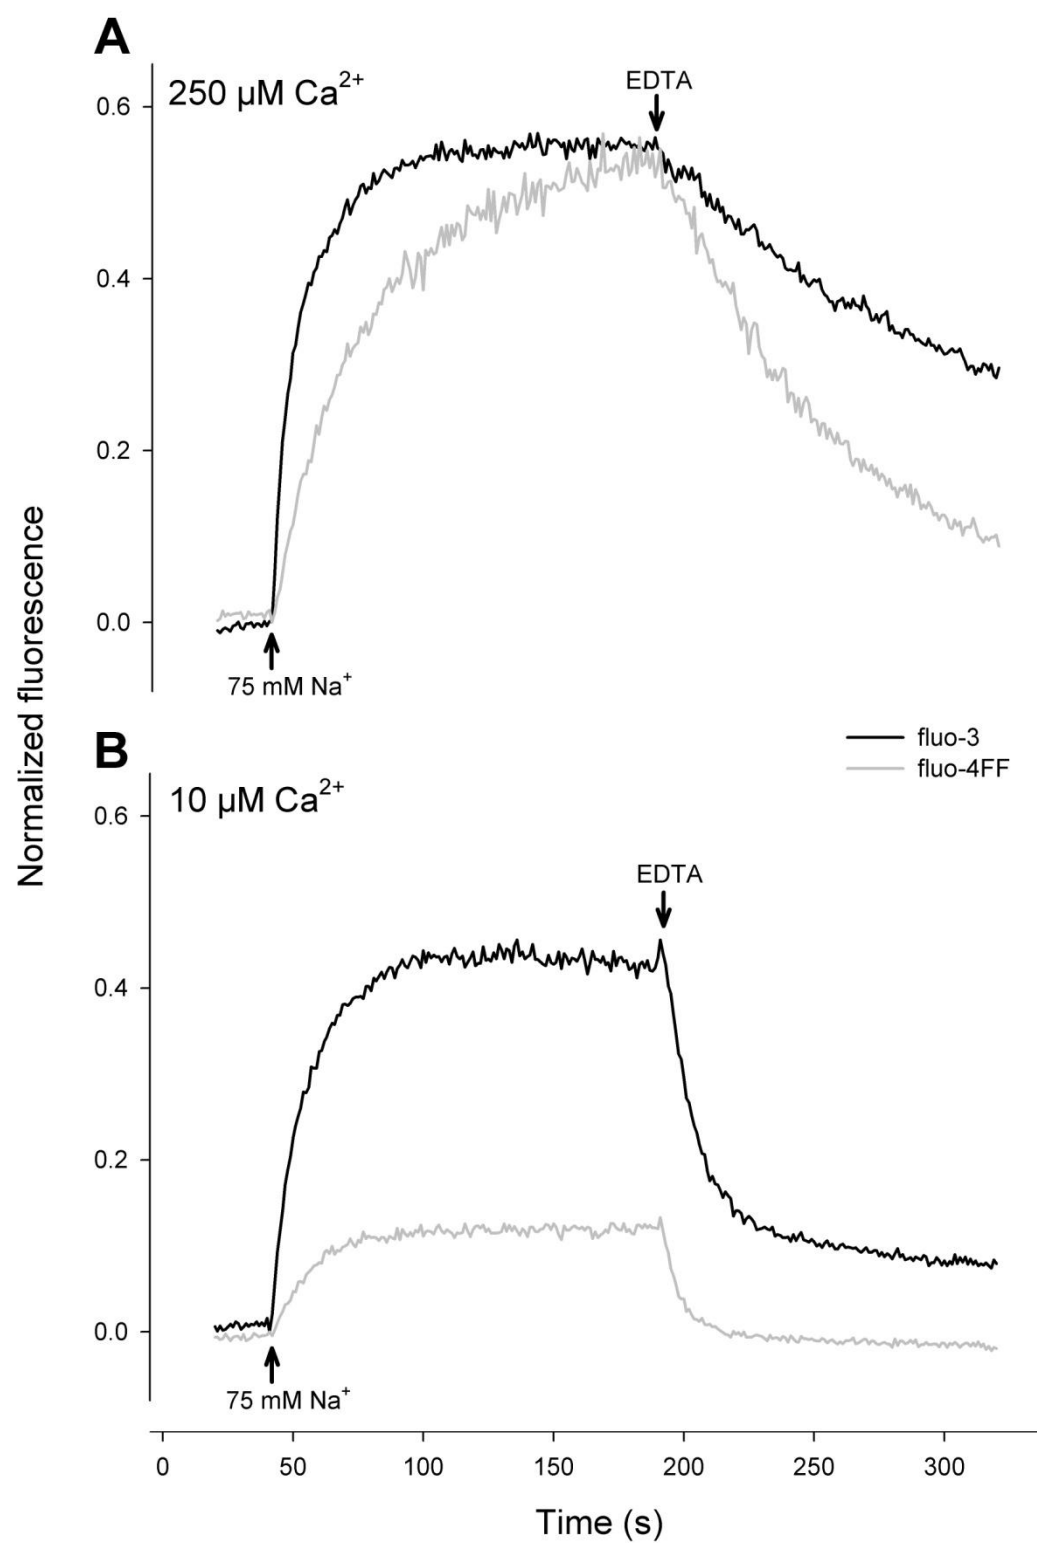 A
250 µM Ca²⁺
EDTA
0.6
0.4
0.2
0.0
75 mM Na⁺
Normalized fluorescence
fluo-3
fluo-4FF
B
10 µM Ca²⁺
EDTA
0.6
0.4
0.2
0.0
75 mM Na⁺
0 50 100 150 200 250 300
Time (s)